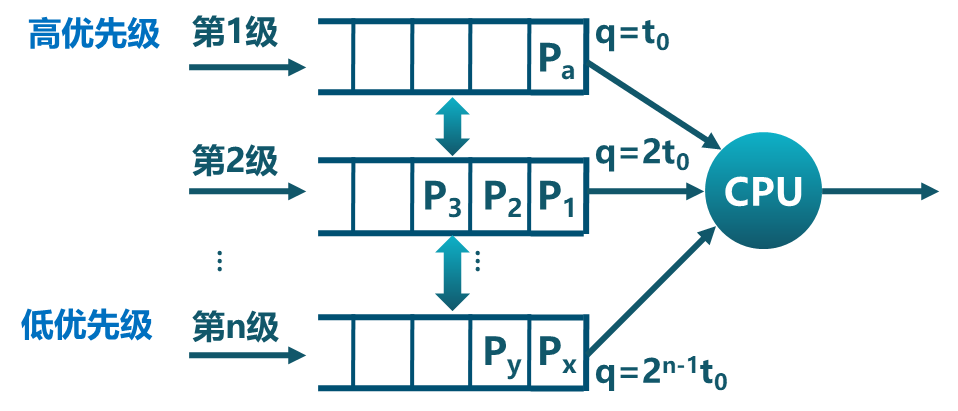 高优先级
第1级
q=t₀
Pₐ
第2级
q=2t₀
P₃ P₂ P₁
CPU
⋮
⋮
低优先级
第n级
Py Px
q=2ⁿ⁻¹t₀